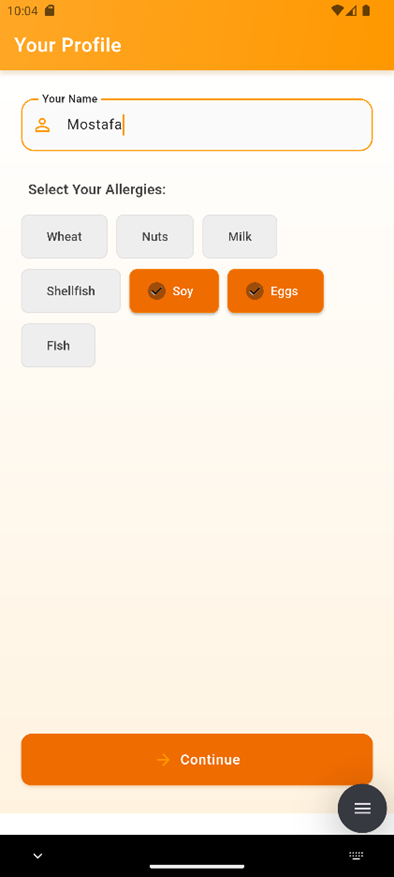 10:04
Your Profile
Your Name
Mostafa
Select Your Allergies:
Wheat Nuts Milk
Shellfish Soy Eggs
Fish
Continue